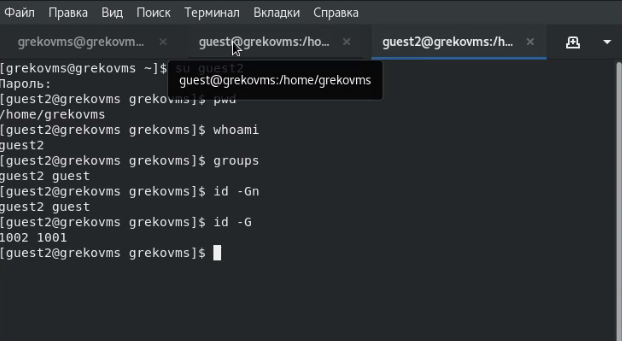 Файл Правка Вид Поиск Терминал Вкладки Справка
grekovms@grekovm... × guest@grekovms:/ho... × guest2@grekovms:/h... ×
[grekovms@grekovms ~]$ su guest2
Пароль:
guest@grekovms:/home/grekovms
[guest2@grekovms grekovms]$ pwd
/home/grekovms
[guest2@grekovms grekovms]$ whoami
guest2
[guest2@grekovms grekovms]$ groups
guest2 guest
[guest2@grekovms grekovms]$ id -Gn
guest2 guest
[guest2@grekovms grekovms]$ id -G
1002 1001
[guest2@grekovms grekovms]$